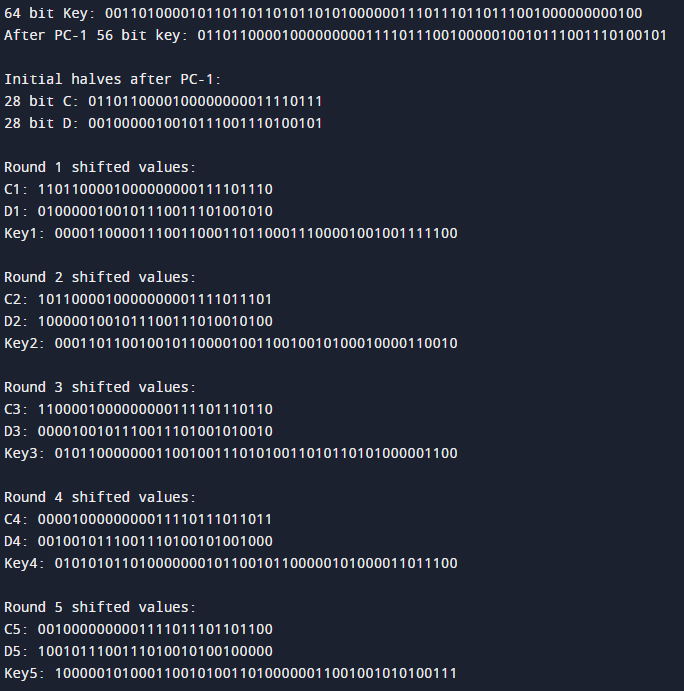 64 bit Key: 0011010000101101101101011010100000011101110110111001000000000100
After PC-1 56 bit key: 01101100001000000000111101110010000010010111001110100101
Initial halves after PC-1:
28 bit C: 0110110000100000000011110111
28 bit D: 0010000010010111001110100101
Round 1 shifted values:
C1: 1101100001000000000111101110
D1: 0100000100101110011101001010
Key1: 000011000011100110001101100011100001001001111100
Round 2 shifted values:
C2: 1011000010000000001111011101
D2: 1000001001011100111010010100
Key2: 000110110010010110000100110010010100010000110010
Round 3 shifted values:
C3: 1100001000000000111101110110
D3: 0000100101110011101001010010
Key3: 010110000000110010011101010011010110101000001100
Round 4 shifted values:
C4: 0000100000000011110111011011
D4: 0010010111001110100101001000
Key4: 010101011010000000101100101100000101000011011100
Round 5 shifted values:
C5: 0010000000001111011101101100
D5: 1001011100111010010100100000
Key5: 100000101000110010100110100000011001001010100111